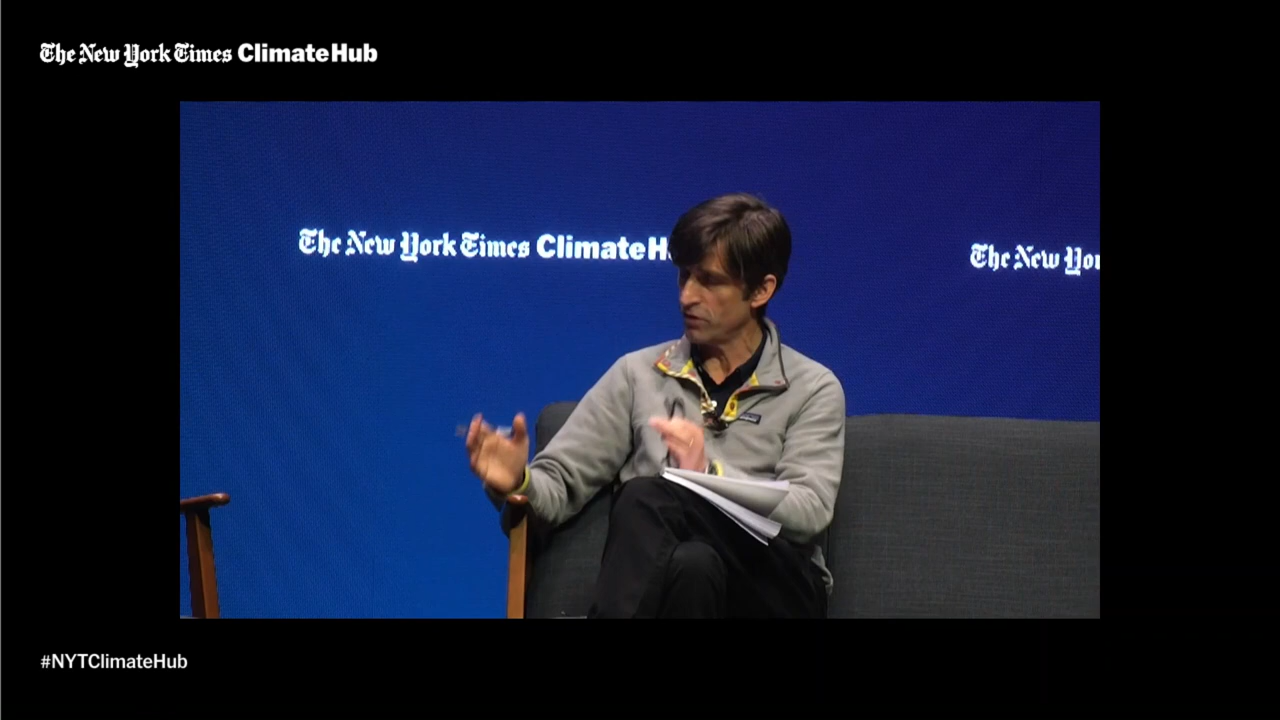 The New York Times Climate Hub
The New York Times Climate H
The New Yor
#NYTClimateHub